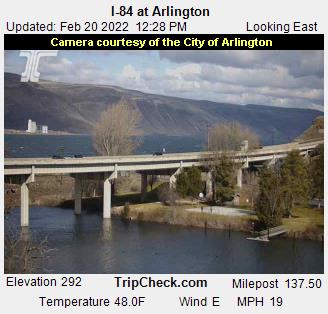 I-84 at Arlington
Updated: Feb 20 2022 12:28 PM Looking East
Camera courtesy of the City of Arlington
Elevation 292 TripCheck.com Milepost 137.50
Temperature 48.0F Wind E MPH 19